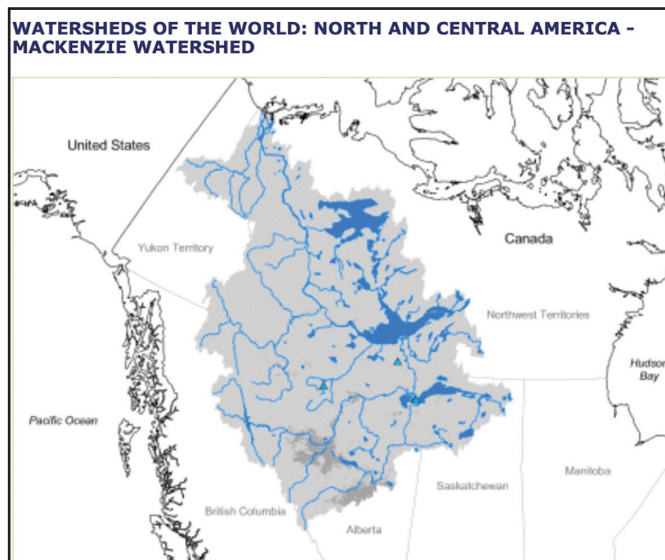 WATERSHEDS OF THE WORLD: NORTH AND CENTRAL AMERICA -
MACKENZIE WATERSHED
United States
Canada
Yukon Territory
Northwest Territories
Hudson
Bay
Pacific Ocean
Manitoba
Saskatchewan
British Columbia
Alberta